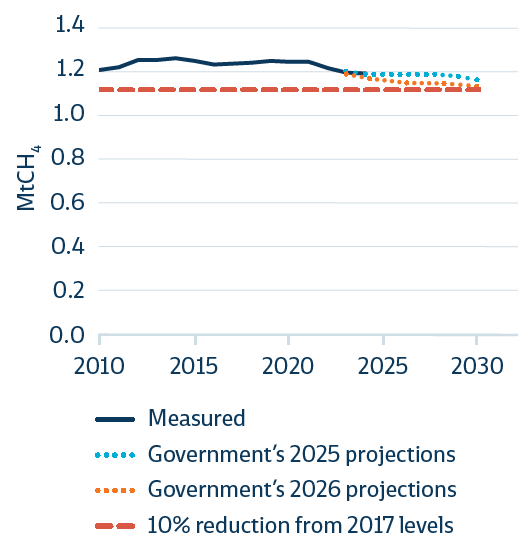 1.4
1.2
1.0
0.8
0.6
0.4
0.2
0.0
MtCH₄
2010 2015 2020 2025 2030
Measured
Government's 2025 projections
Government's 2026 projections
10% reduction from 2017 levels